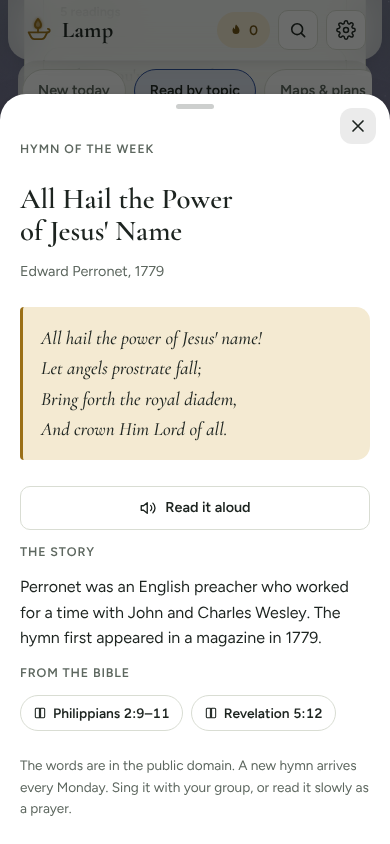 8 readings
Lamp
0
New today
Read by topic
Maps & plans
HYMN OF THE WEEK
All Hail the Power
of Jesus' Name
Edward Perronet, 1779
All hail the power of Jesus' name!
Let angels prostrate fall;
Bring forth the royal diadem,
And crown Him Lord of all.
Read it aloud
THE STORY
Perronet was an English preacher who worked
for a time with John and Charles Wesley. The
hymn first appeared in a magazine in 1779.
FROM THE BIBLE
Philippians 2:9–11
Revelation 5:12
The words are in the public domain. A new hymn arrives
every Monday. Sing it with your group, or read it slowly as
a prayer.